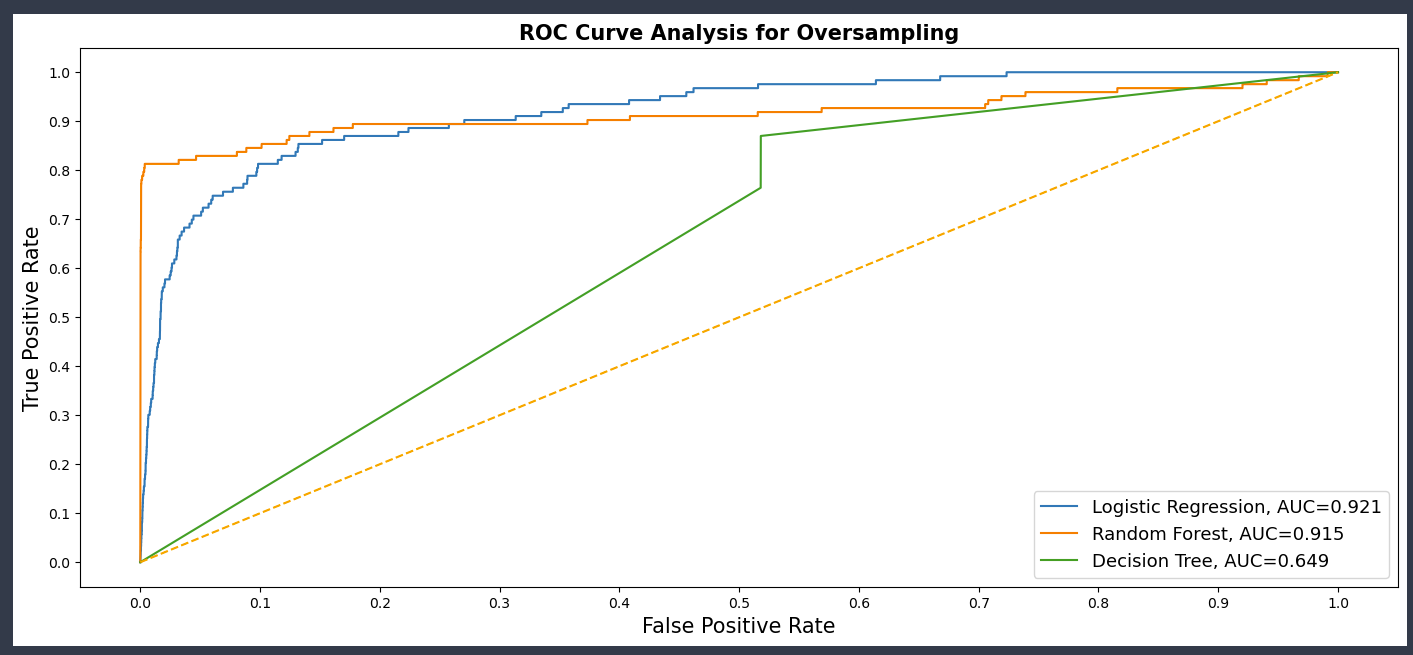 ROC Curve Analysis for Oversampling
True Positive Rate
1.0
0.9
0.8
0.7
0.6
0.5
0.4
0.3
0.2
0.1
0.0
Logistic Regression, AUC=0.921
Random Forest, AUC=0.915
Decision Tree, AUC=0.649
0.0 0.1 0.2 0.3 0.4 0.5 0.6 0.7 0.8 0.9 1.0
False Positive Rate